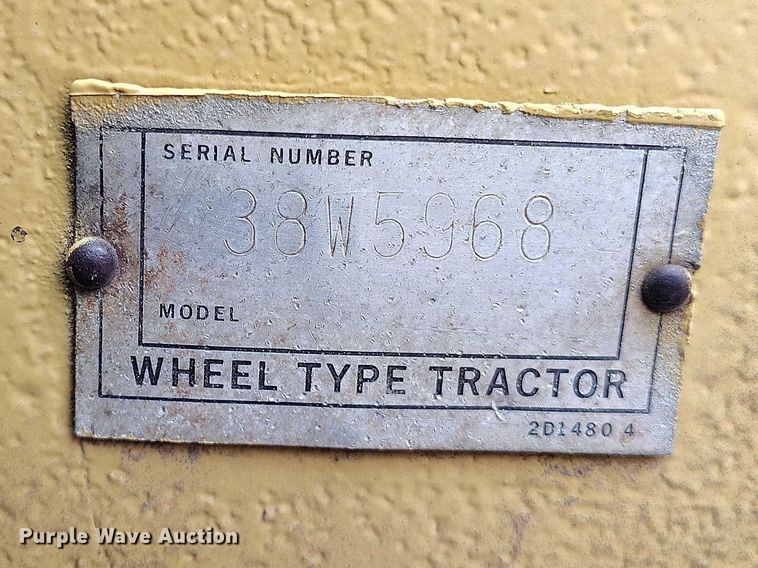 SERIAL NUMBER
38W5968
MODEL
WHEEL TYPE TRACTOR
2D1480 4
Purple Wave Auction